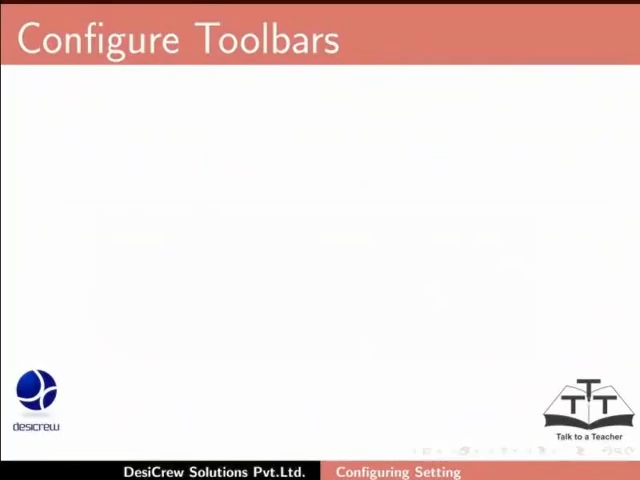 Configure Toolbars
desicrew
T
T T
Talk to a Teacher
DesiCrew Solutions Pvt.Ltd.
Configuring Setting